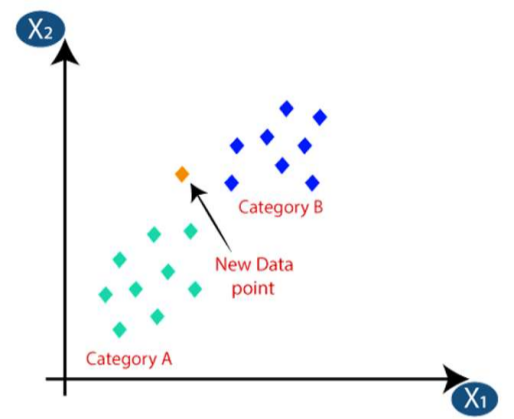 X2
Category B
New Data
point
Category A
X1